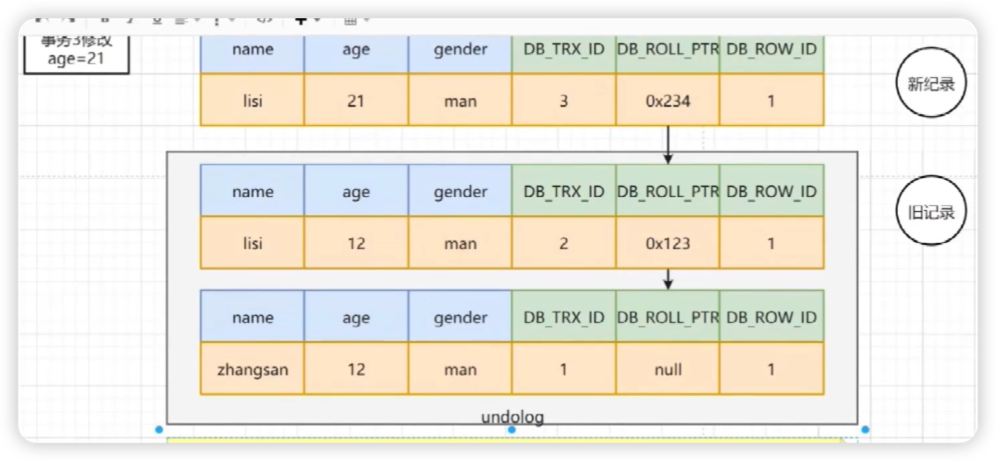 事务3修改
age=21
name age gender DB_TRX_ID DB_ROLL_PTR DB_ROW_ID
lisi 21 man 3 0x234 1
新纪录
name age gender DB_TRX_ID DB_ROLL_PTR DB_ROW_ID
旧记录
lisi 12 man 2 0x123 1
name age gender DB_TRX_ID DB_ROLL_PTR DB_ROW_ID
zhangsan 12 man 1 null 1
undolog